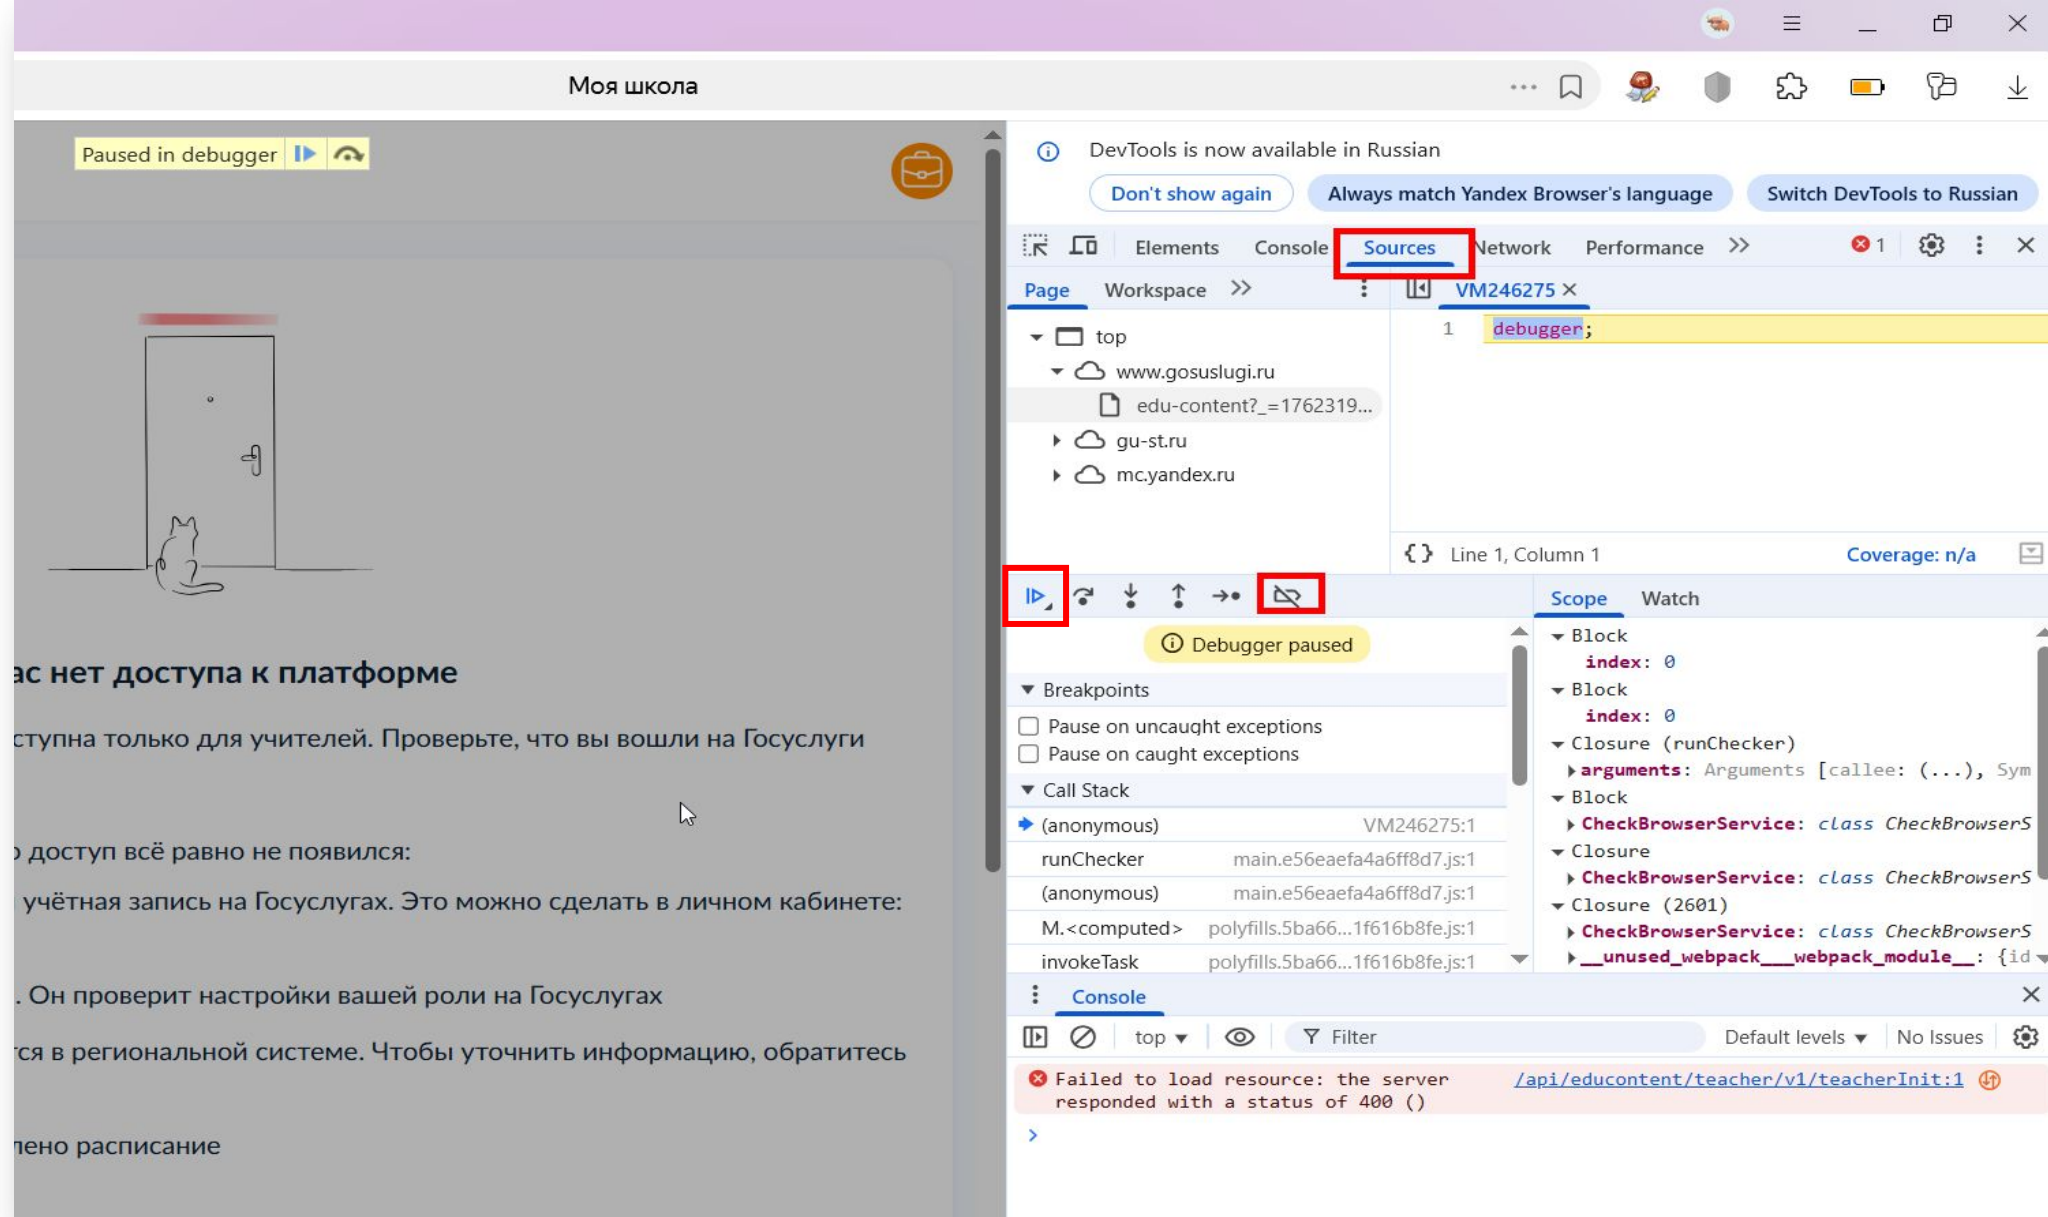 Моя школа
Paused in debugger
нет доступа к платформе
только для учителей. Проверьте, что вы вошли на Госуслуги
доступ всё равно не появился:
учётная запись на Госуслугах. Это можно сделать в личном кабинете:
. Он проверит настройки вашей роли на Госуслугах
в региональной системе. Чтобы уточнить информацию, обратитесь
расписание
DevTools is now available in Russian
Don't show again
Always match Yandex Browser's language
Switch DevTools to Russian
Elements
Console
Sources
Network
Performance
1
Page
Workspace
VM246275
top
www.gosuslugi.ru
edu-content?_=1762319...
gu-st.ru
mc.yandex.ru
1 debugger;
{} Line 1, Column 1
Coverage: n/a
Debugger paused
Breakpoints
Pause on uncaught exceptions
Pause on caught exceptions
Call Stack
(anonymous) VM246275:1
runChecker main.e56eaefa4a6ff8d7.js:1
(anonymous) main.e56eaefa4a6ff8d7.js:1
M.<computed> polyfills.5ba66...1f616b8fe.js:1
invokeTask polyfills.5ba66...1f616b8fe.js:1
Scope
Watch
Block
index: 0
Block
index: 0
Closure (runChecker)
arguments: Arguments [callee: (...), Sym
Block
CheckBrowserService: class CheckBrowserS
Closure
CheckBrowserService: class CheckBrowserS
Closure (2601)
CheckBrowserService: class CheckBrowserS
__unused_webpack___webpack_module__: {id
Console
top
Filter
Default levels
No Issues
Failed to load resource: the server /api/educontent/teacher/v1/teacherInit:1
responded with a status of 400 ()